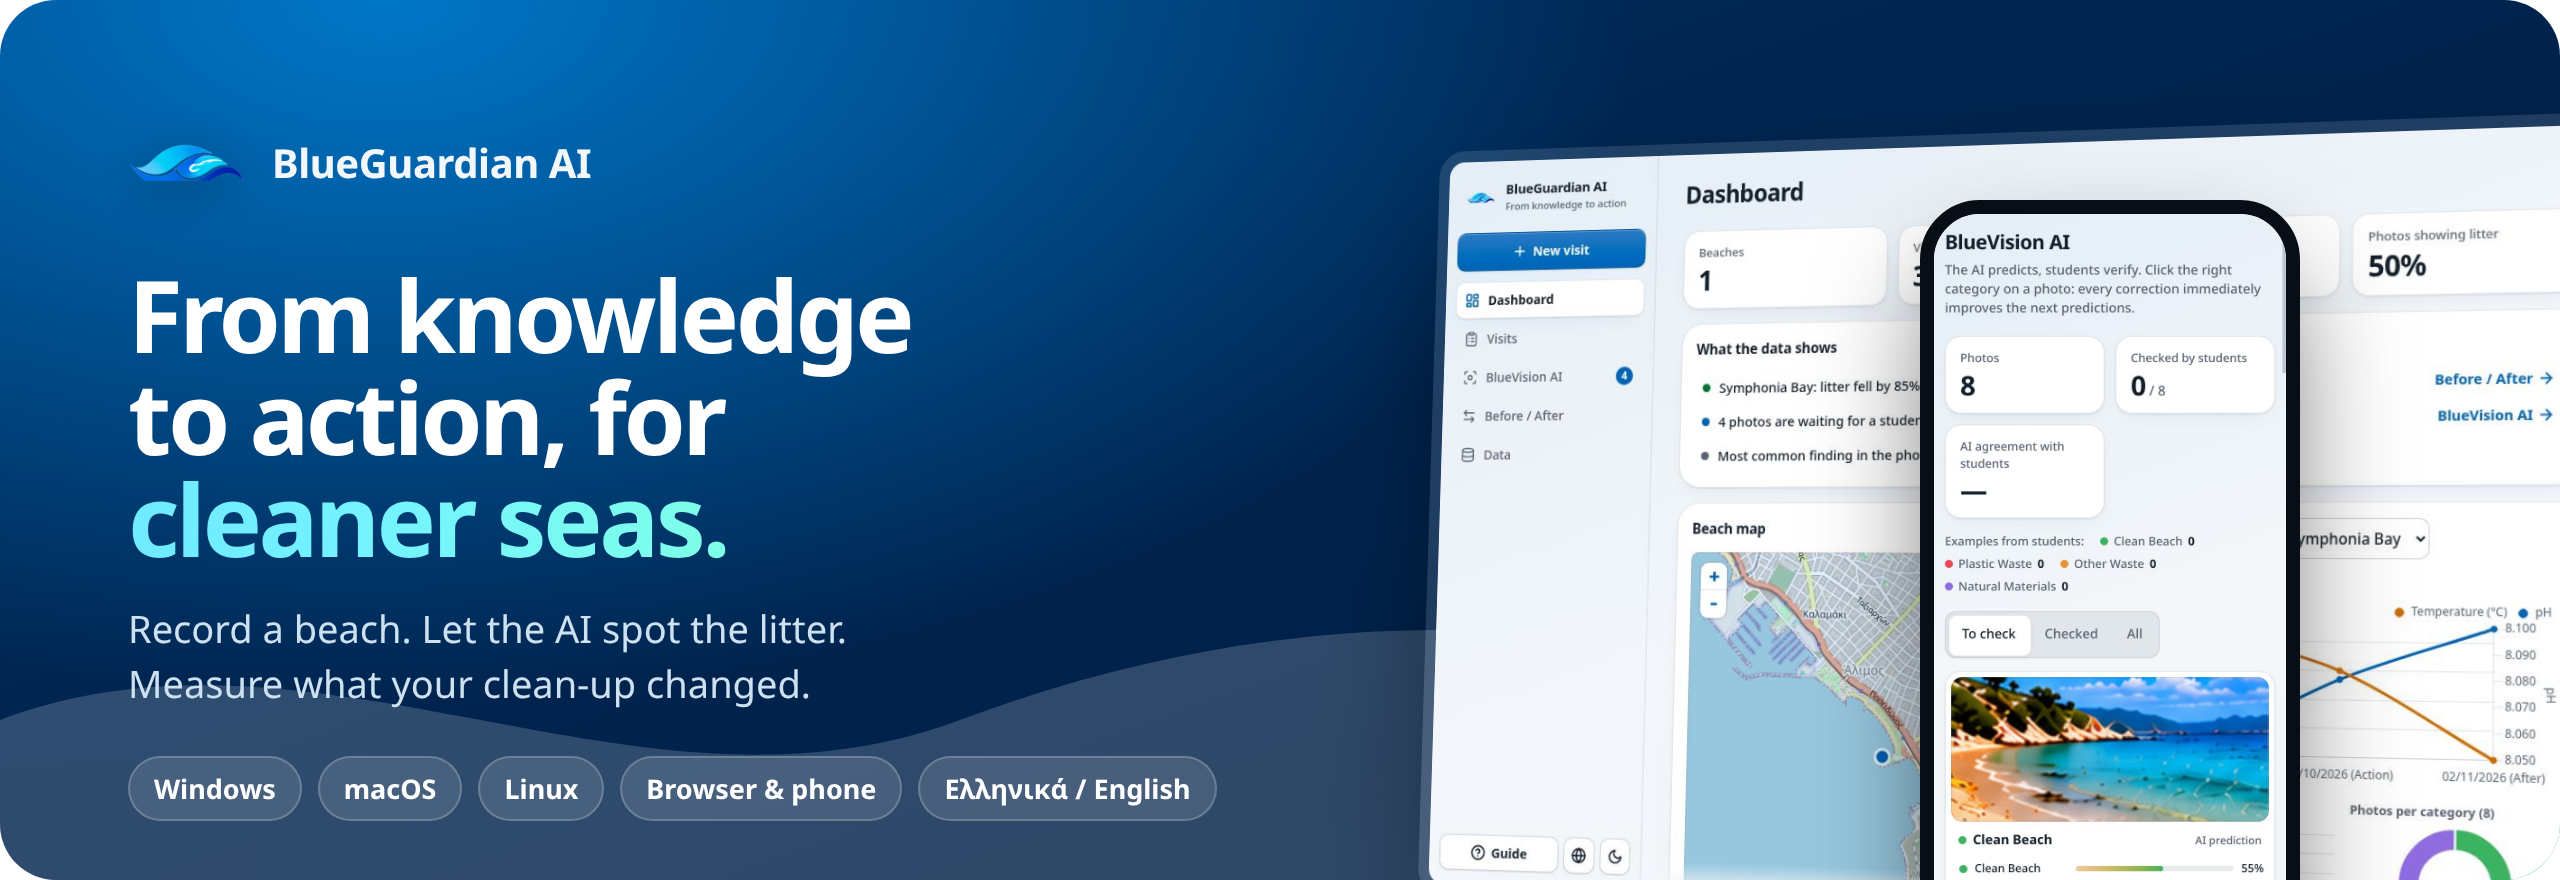 BlueGuardian AI
From knowledge
to action, for
cleaner seas.
Record a beach. Let the AI spot the litter.
Measure what your clean-up changed.
Windows
macOS
Linux
Browser & phone
Ελληνικά / English
BlueGuardian AI
From knowledge to action
+ New visit
Dashboard
Visits
BlueVision AI
4
Before / After
Data
Guide
Dashboard
Beaches
1
Photos showing litter
50%
What the data shows
Symphonia Bay: litter fell by 85%
4 photos are waiting for a studen
Most common finding in the pho
Before / After →
BlueVision AI →
Beach map
+
-
Καλαμάκι
Άλιμος
ymphonia Bay
Temperature (°C)
pH
8.100
8.090
8.080
8.070
8.060
8.050
pH
/10/2026 (Action)
02/11/2026 (After)
Photos per category (8)
BlueVision AI
The AI predicts, students verify. Click the right
category on a photo: every correction immediately
improves the next predictions.
Photos
8
Checked by students
0 / 8
AI agreement with
students
—
Examples from students:
Clean Beach 0
Plastic Waste 0
Other Waste 0
Natural Materials 0
To check
Checked
All
Clean Beach
AI prediction
Clean Beach
55%